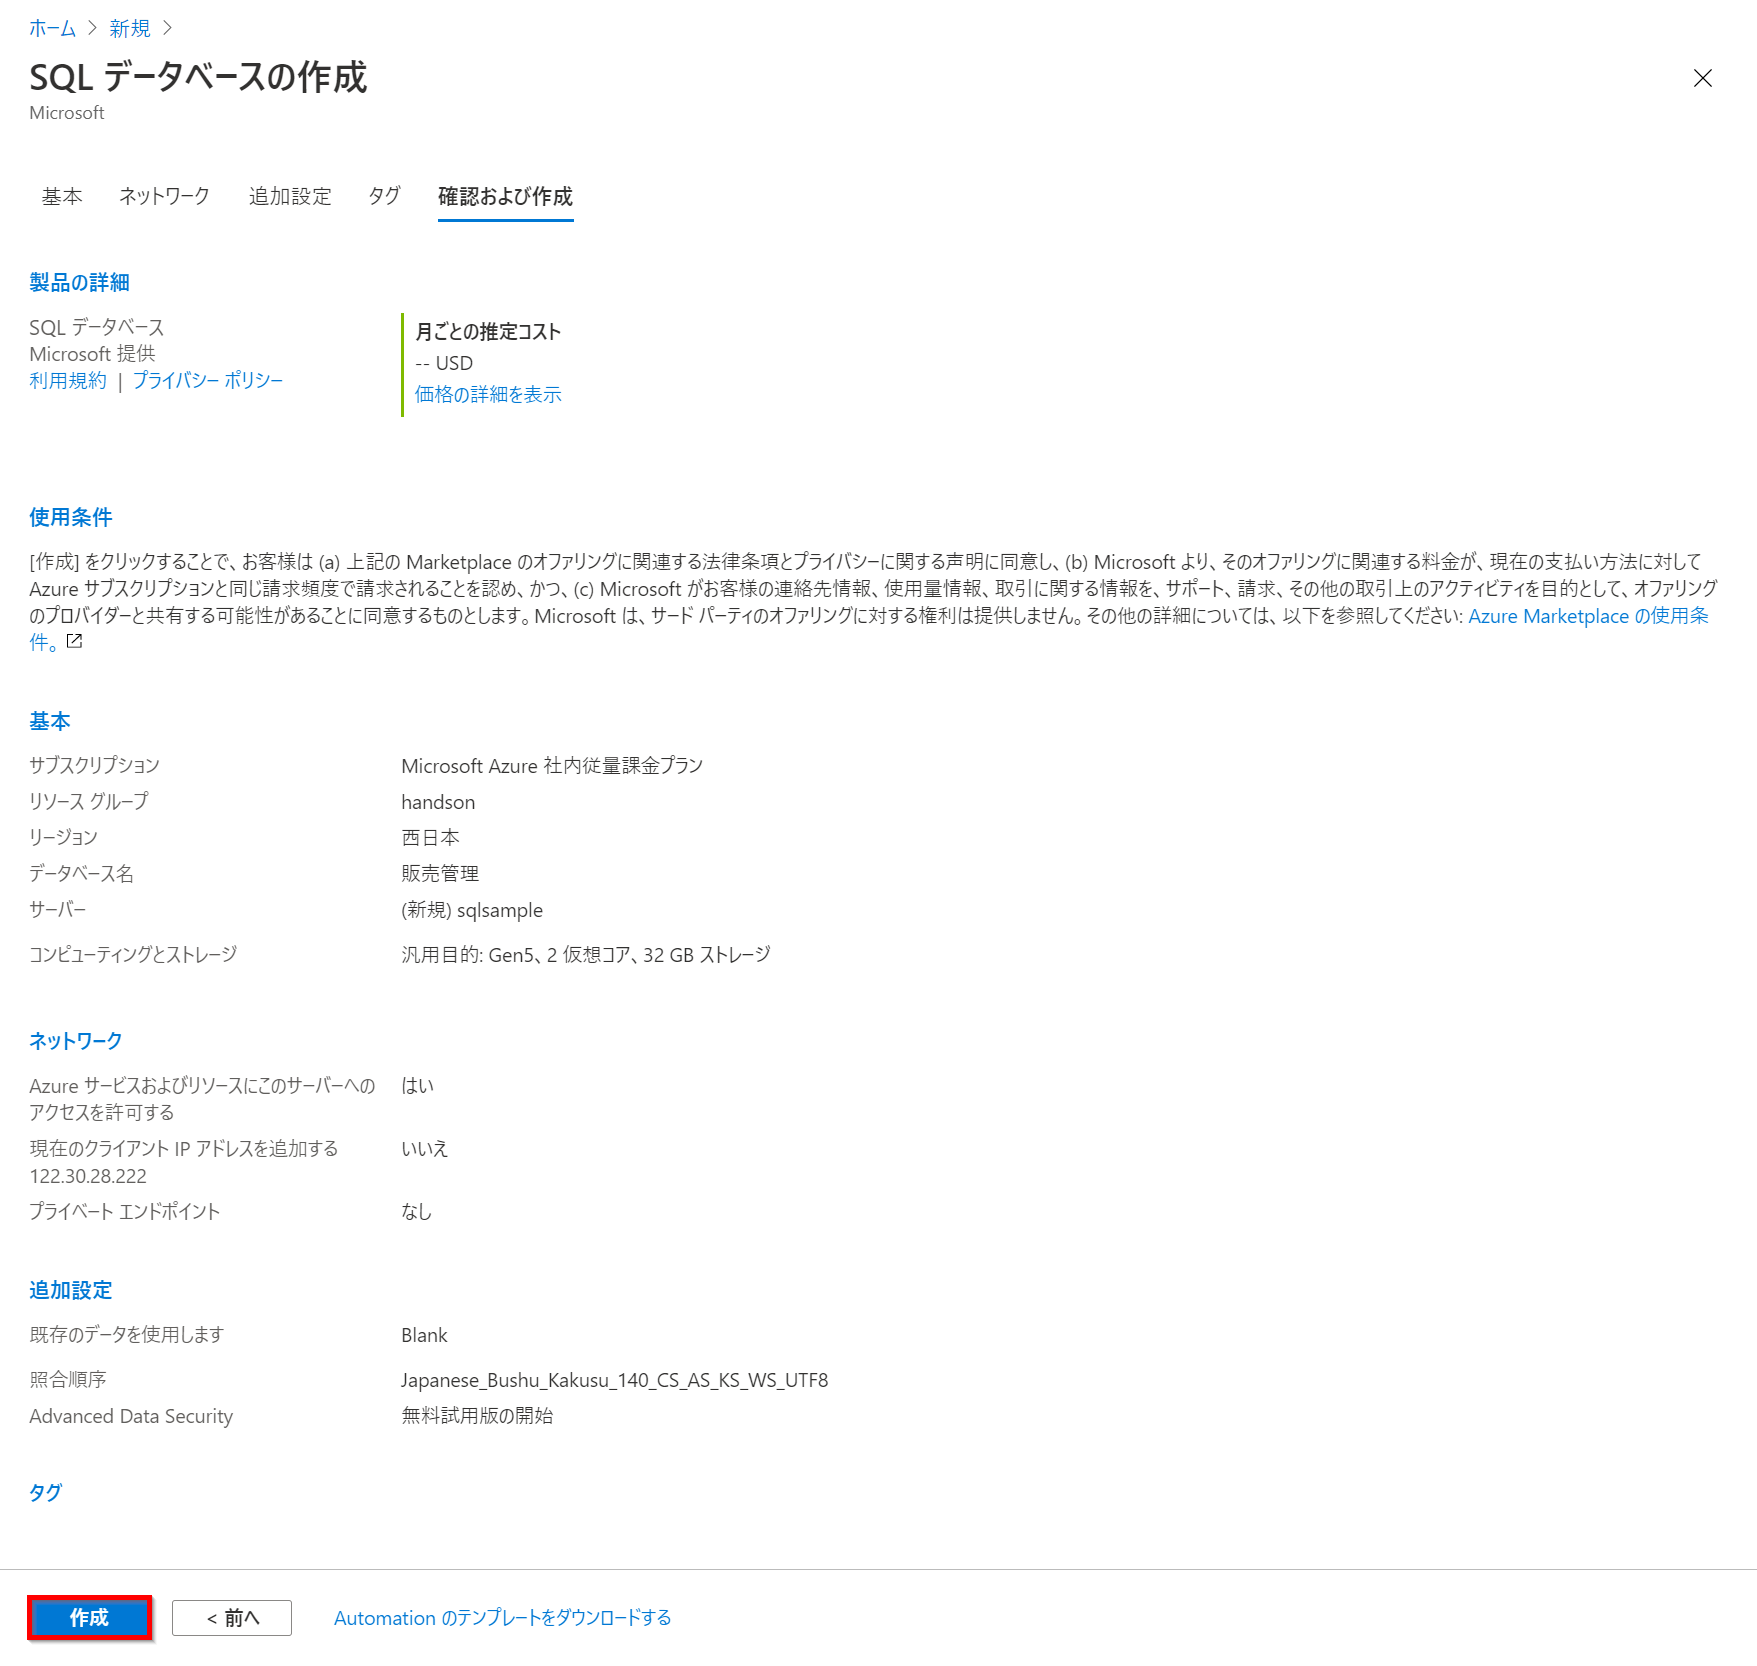 ホーム > 新規 >
SQL データベースの作成
Microsoft
基本 ネットワーク 追加設定 タグ 確認および作成
製品の詳細
SQL データベース
Microsoft 提供
利用規約 | プライバシー ポリシー
月ごとの推定コスト
-- USD
価格の詳細を表示
使用条件
[作成] をクリックすることで、お客様は (a) 上記の Marketplace のオファリングに関連する法律条項とプライバシーに関する声明に同意し、(b) Microsoft より、そのオファリングに関連する料金が、現在の支払い方法に対して
Azure サブスクリプションと同じ請求頻度で請求されることを認め、かつ、(c) Microsoft がお客様の連絡先情報、使用量情報、取引に関する情報を、サポート、請求、その他の取引上のアクティビティを目的として、オファリング
のプロバイダーと共有する可能性があることに同意するものとします。Microsoft は、サード パーティのオファリングに対する権利は提供しません。その他の詳細については、以下を参照してください: Azure Marketplace の使用条
件。
基本
サブスクリプション Microsoft Azure 社内従量課金プラン
リソース グループ handson
リージョン 西日本
データベース名 販売管理
サーバー (新規) sqlsample
コンピューティングとストレージ 汎用目的: Gen5、2 仮想コア、32 GB ストレージ
ネットワーク
Azure サービスおよびリソースにこのサーバーへの はい
アクセスを許可する
現在のクライアント IP アドレスを追加する いいえ
122.30.28.222
プライベート エンドポイント なし
追加設定
既存のデータを使用します Blank
照合順序 Japanese_Bushu_Kakusu_140_CS_AS_KS_WS_UTF8
Advanced Data Security 無料試用版の開始
タグ
作成 < 前へ Automation のテンプレートをダウンロードする